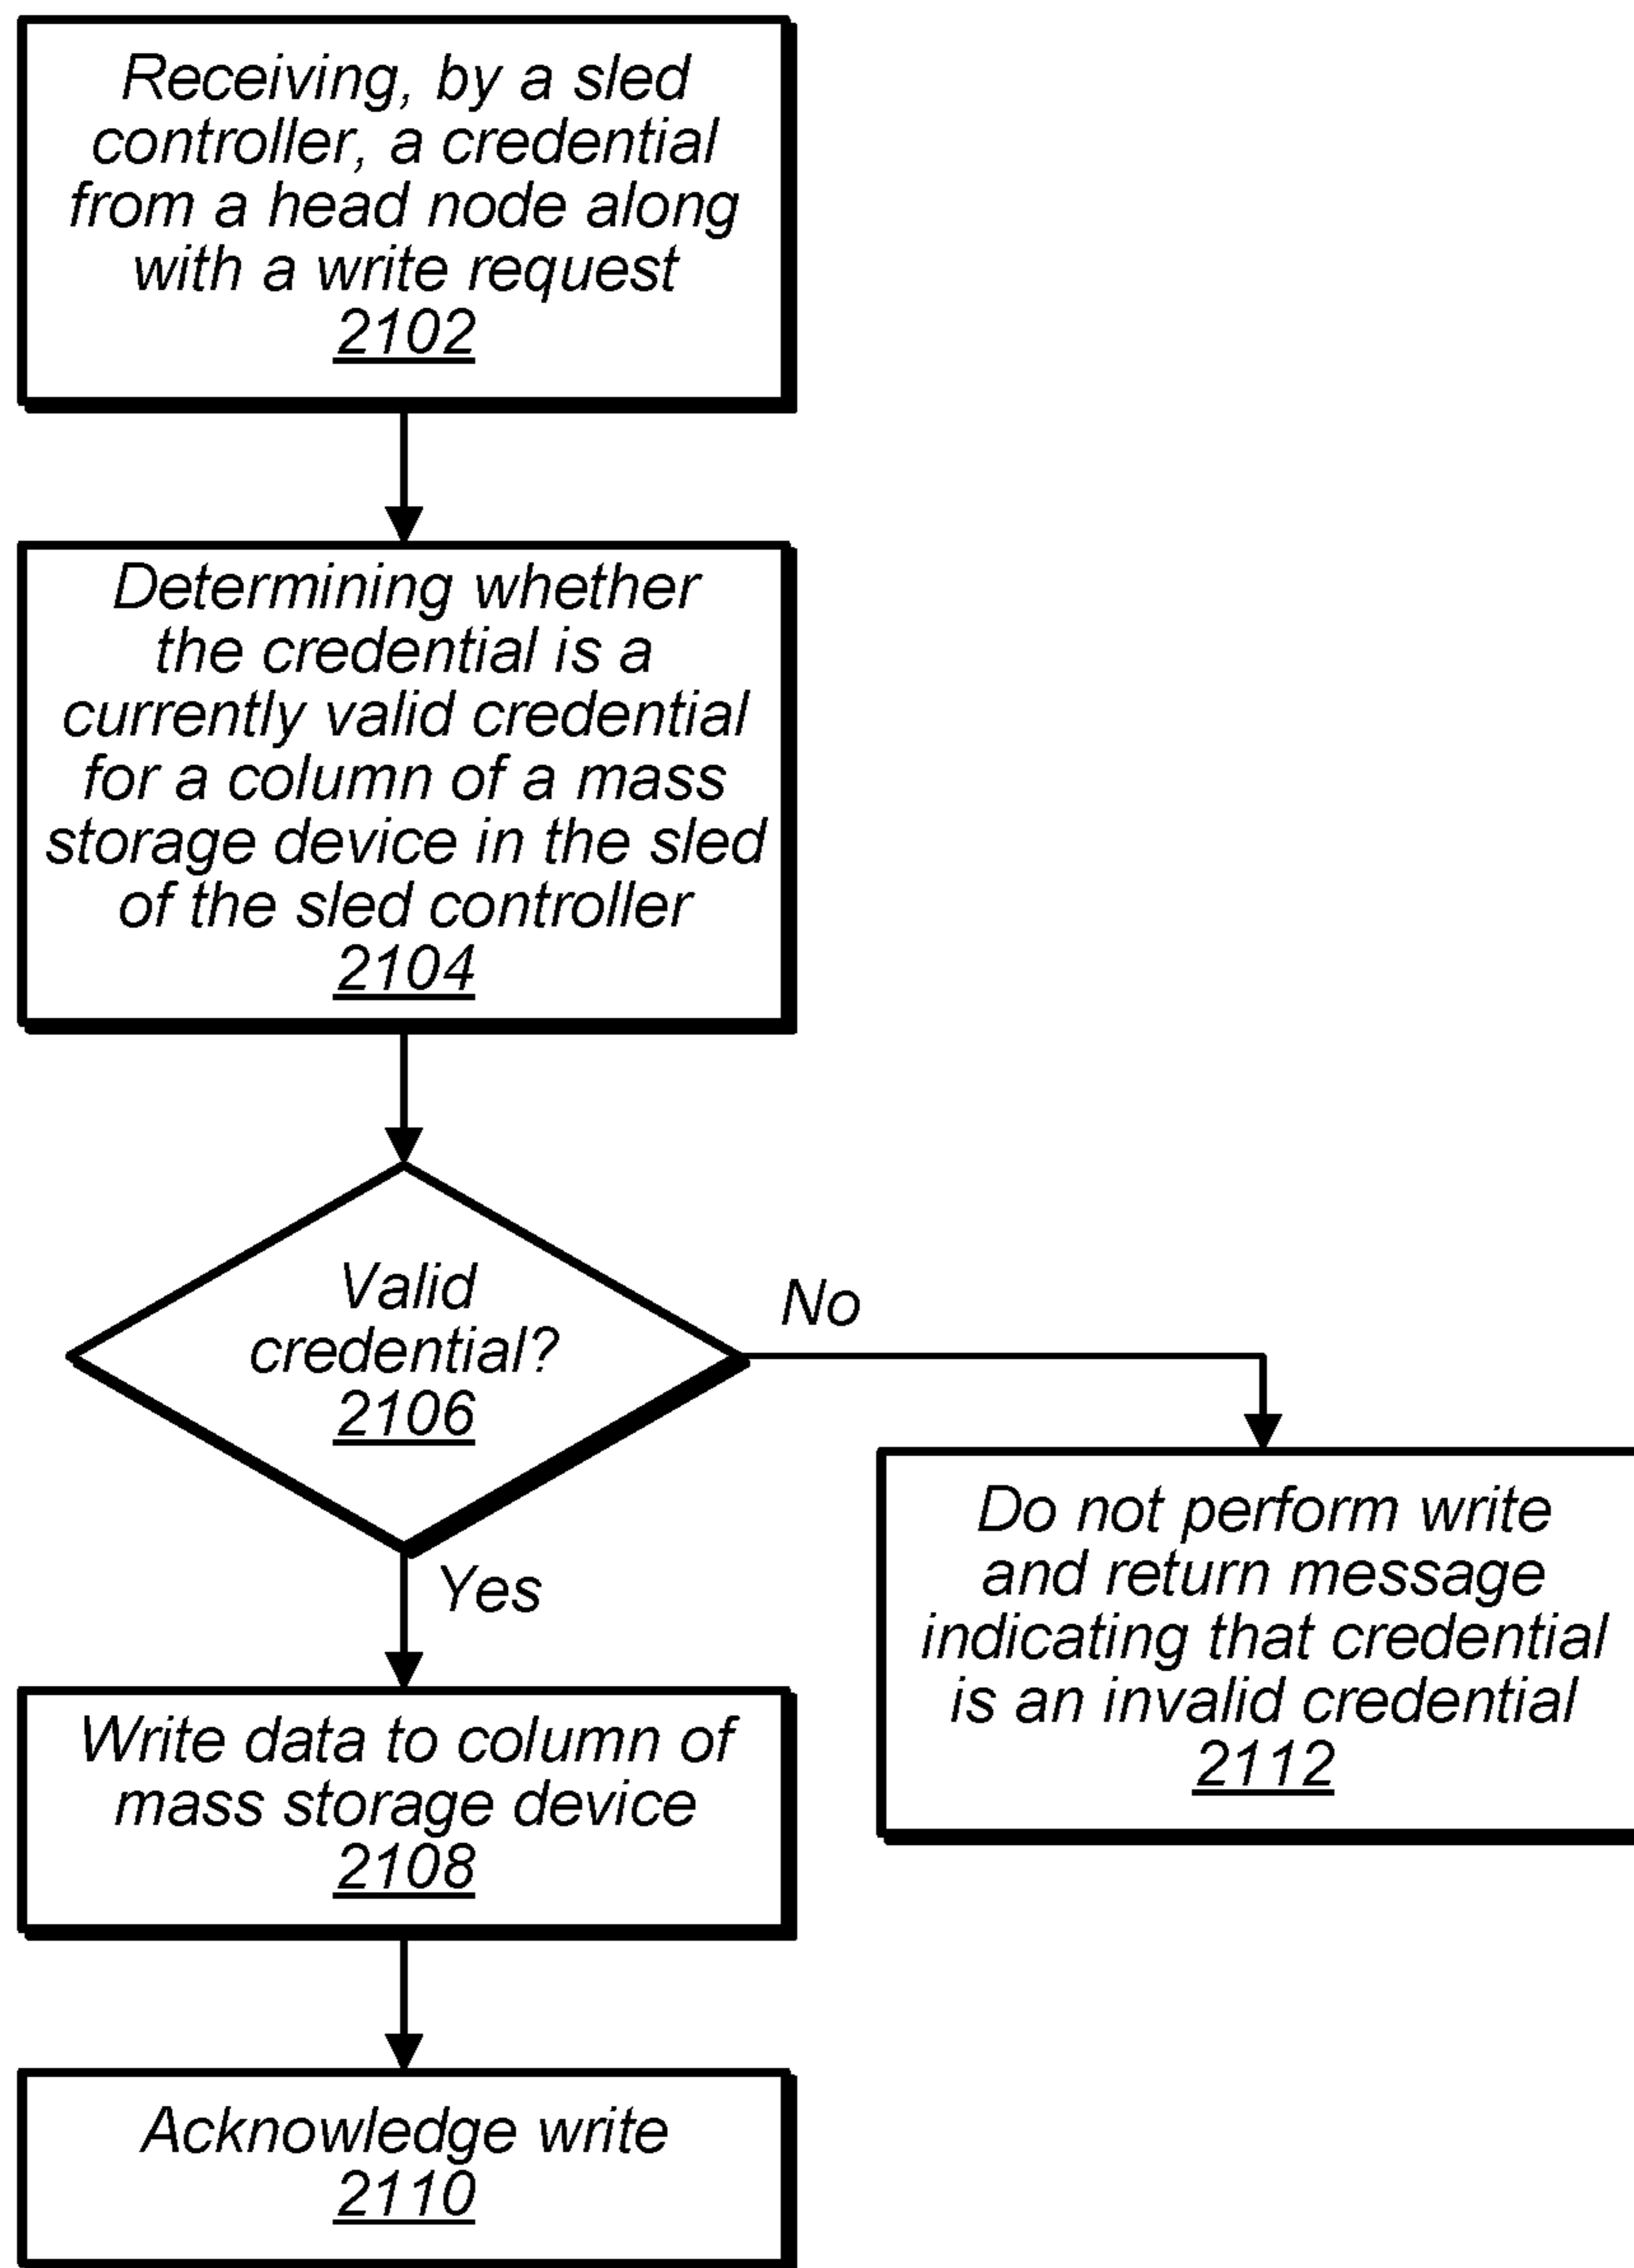 Receiving, by a sled
controller, a credential
from a head node along
with a write request
2102
Determining whether
the credential is a
currently valid credential
for a column of a mass
storage device in the sled
of the sled controller
2104
Valid
credential?
2106
No
Yes
Do not perform write
and return message
indicating that credential
is an invalid credential
2112
Write data to column of
mass storage device
2108
Acknowledge write
2110